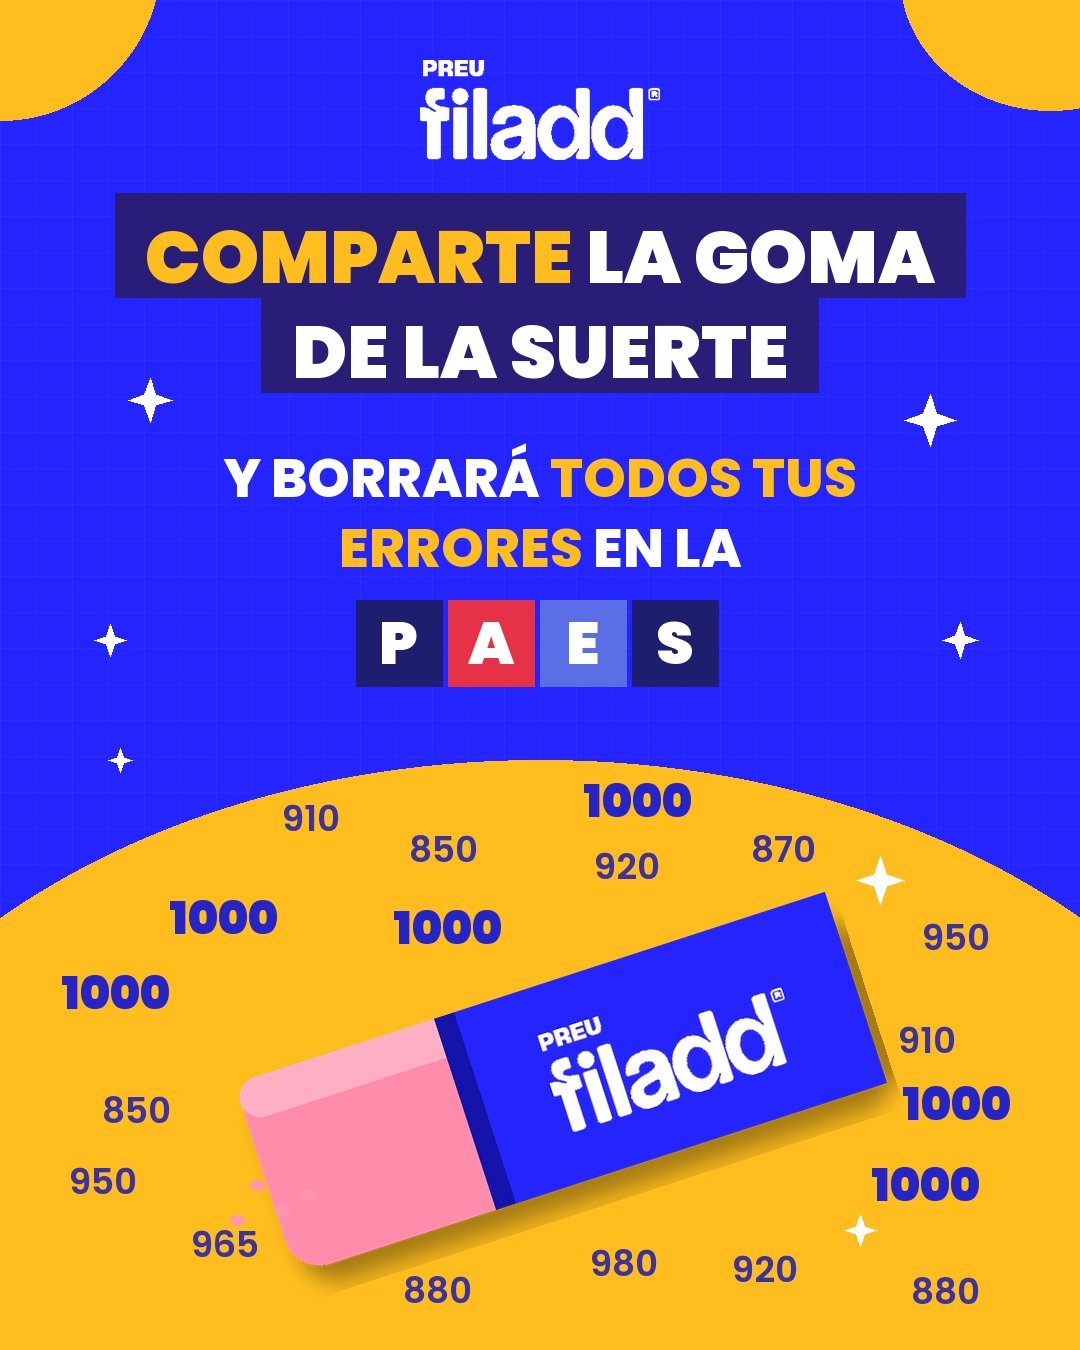 PREU
filadd®
COMPARTE LA GOMA
DE LA SUERTE
Y BORRARÁ TODOS TUS
ERRORES EN LA
PAES
1000
910
850
920
870
1000
1000
950
1000
PREU
filadd®
910
1000
850
950
1000
965
980
920
880
880